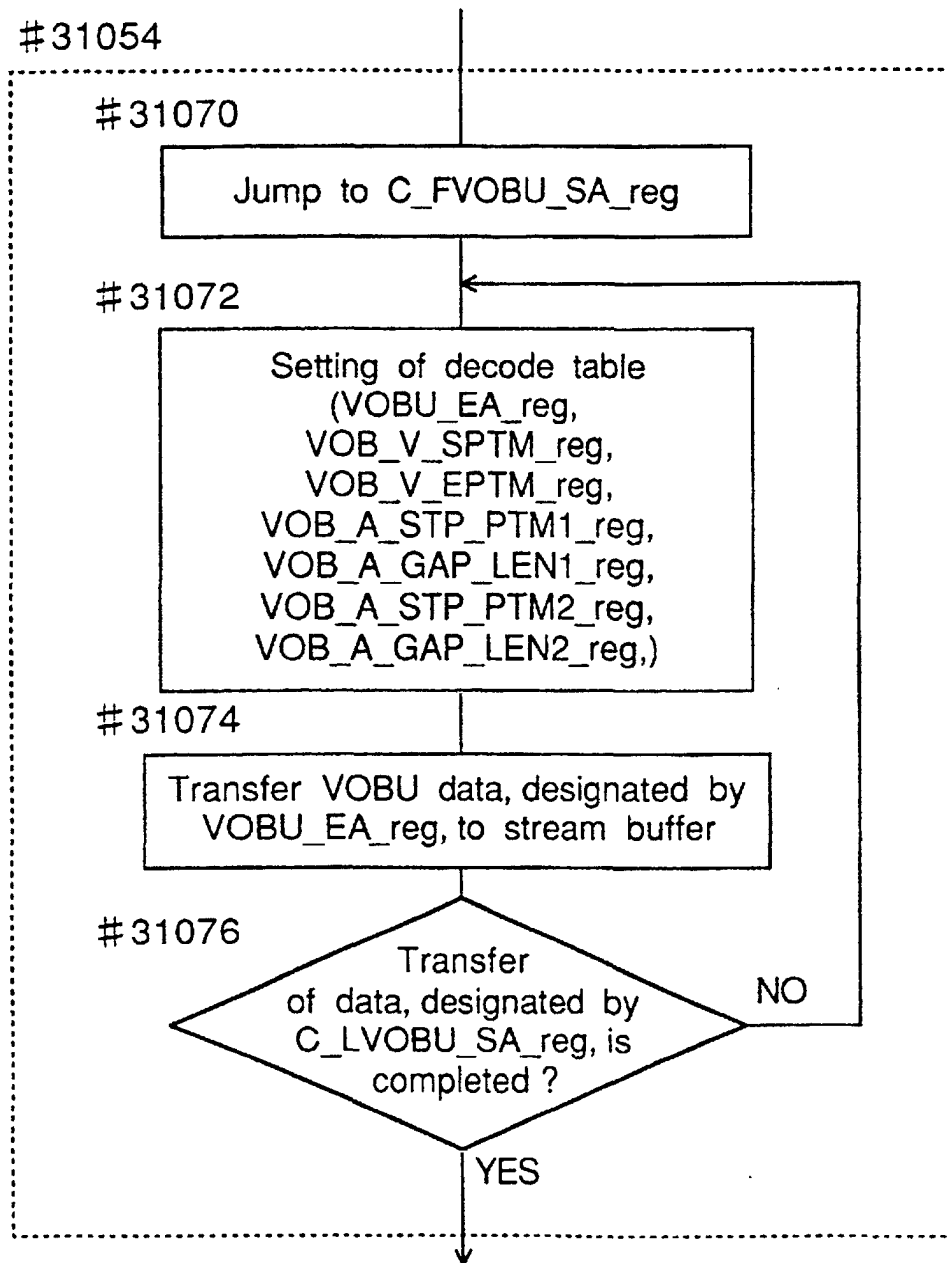 #31054
#31070
Jump to C_FVOBU_SA_reg
#31072
Setting of decode table
(VOBU_EA_reg,
VOB_V_SPTM_reg,
VOB_V_EPTM_reg,
VOB_A_STP_PTM1_reg,
VOB_A_GAP_LEN1_reg,
VOB_A_STP_PTM2_reg,
VOB_A_GAP_LEN2_reg,)
#31074
Transfer VOBU data, designated by
VOBU_EA_reg, to stream buffer
#31076
Transfer
of data, designated by
C_LVOBU_SA_reg, is
completed ?
NO
YES